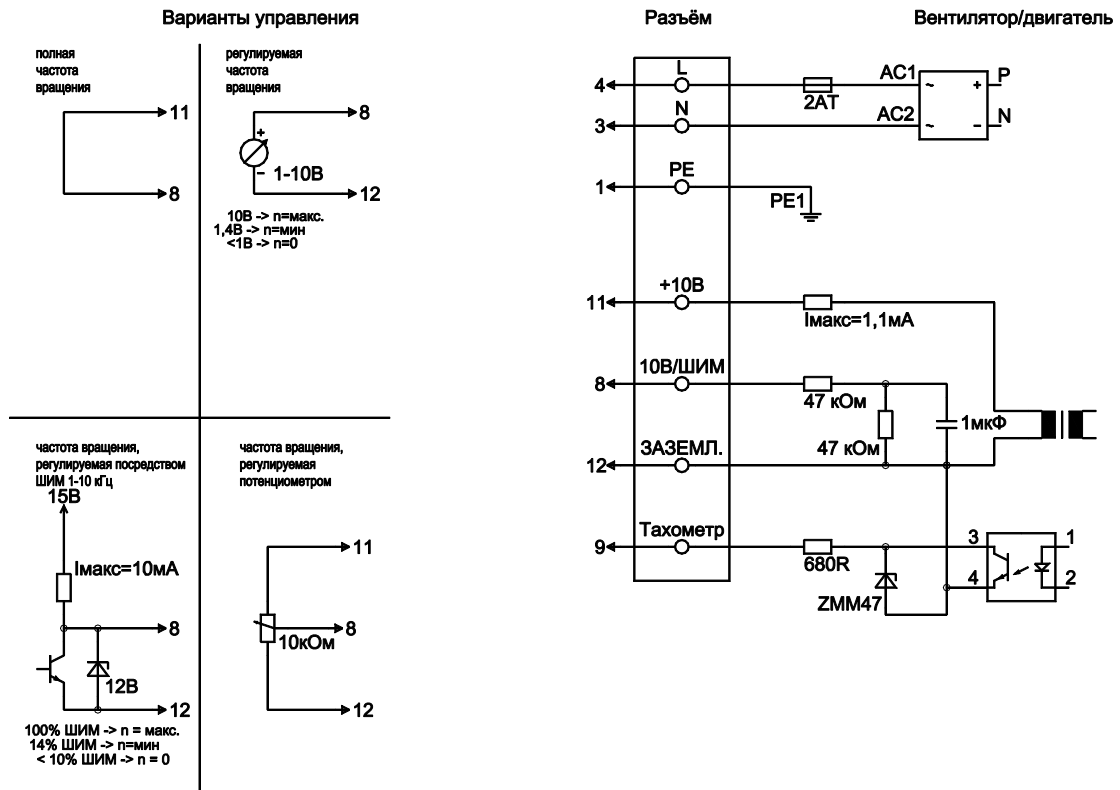 Варианты управления
полная
частота
вращения
11
8
регулируемая
частота
вращения
8
+
−
1-10В
12
10В -> n=макс.
1,4В -> n=мин
<1В -> n=0
частота вращения,
регулируемая посредством
ШИМ 1-10 кГц
15В
Iмакс=10мА
8
12В
12
100% ШИМ -> n = макс.
14% ШИМ -> n=мин
< 10% ШИМ -> n = 0
частота вращения,
регулируемая
потенциометром
11
8
10кОм
12
Разъём
Вентилятор/двигатель
4
L
2AT
AC1
~
+
P
3
N
AC2
~
−
N
1
PE
PE1
11
+10В
Iмакс=1,1мА
8
10В/ШИМ
47 кОм
1мкФ
47 кОм
12
ЗАЗЕМЛ.
9
Тахометр
680R
3
1
4
2
ZMM47